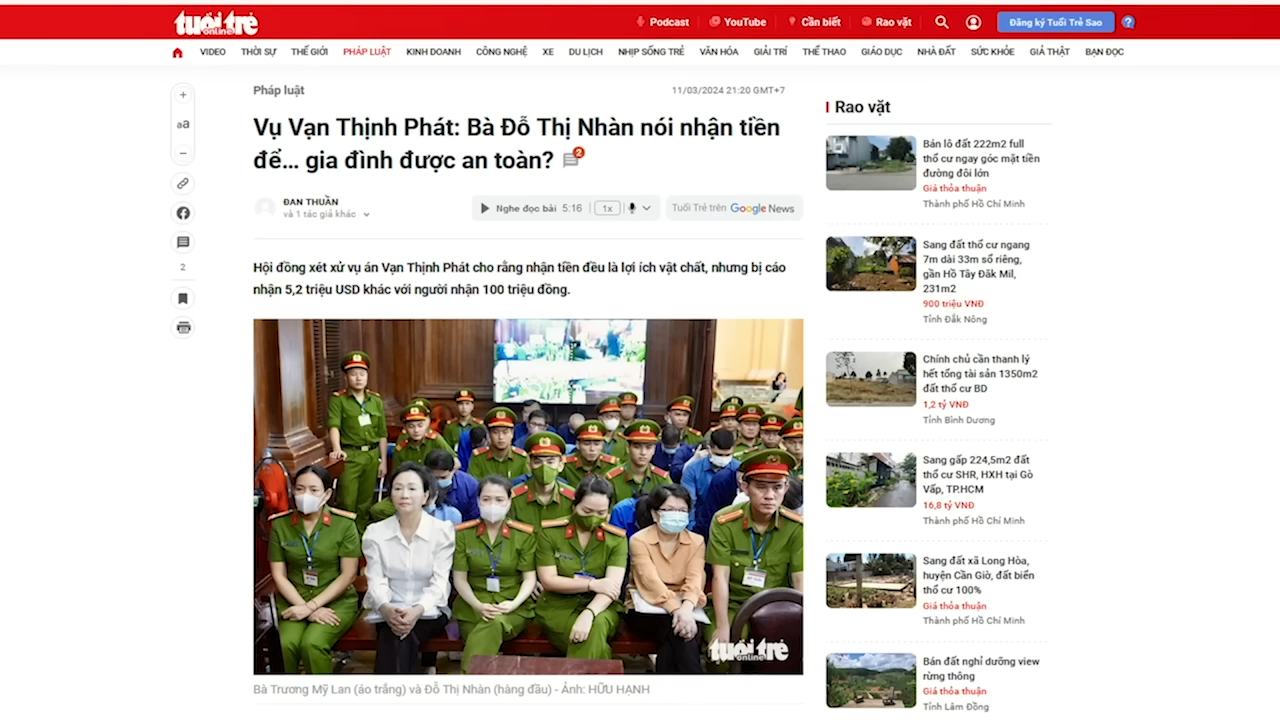 tuổi trẻ online
Podcast
YouTube
Cần biết
Rao vặt
Đăng ký Tuổi Trẻ Sao
?
VIDEO
THỜI SỰ
THẾ GIỚI
PHÁP LUẬT
KINH DOANH
CÔNG NGHỆ
XE
DU LỊCH
NHỊP SỐNG TRẺ
VĂN HÓA
GIẢI TRÍ
THỂ THAO
GIÁO DỤC
NHÀ ĐẤT
SỨC KHỎE
GIẢ THẬT
BẠN ĐỌC
+
aa
−
2
Pháp luật
11/03/2024 21:20 GMT+7
Vụ Vạn Thịnh Phát: Bà Đỗ Thị Nhàn nói nhận tiền
để... gia đình được an toàn? 2
ĐAN THUẦN
và 1 tác giả khác
Nghe đọc bài 5:16 1x
Tuổi Trẻ trên Google News
Hội đồng xét xử vụ án Vạn Thịnh Phát cho rằng nhận tiền đều là lợi ích vật chất, nhưng bị cáo
nhận 5,2 triệu USD khác với người nhận 100 triệu đồng.
tuổi trẻ online
Bà Trương Mỹ Lan (áo trắng) và Đỗ Thị Nhàn (hàng đầu) - Ảnh: HỮU HẠNH
Rao vặt
Bán lô đất 222m2 full
thổ cư ngay góc mặt tiền
đường đôi lớn
Giá thỏa thuận
Thành phố Hồ Chí Minh
Sang đất thổ cư ngang
7m dài 33m sổ riêng,
gần Hồ Tây Đăk Mil,
231m2
900 triệu VNĐ
Tỉnh Đắk Nông
Chính chủ cần thanh lý
hết tổng tài sản 1350m2
đất thổ cư BD
1,2 tỷ VNĐ
Tỉnh Bình Dương
Sang gấp 224,5m2 đất
thổ cư SHR, HXH tại Gò
Vấp, TP.HCM
16,8 tỷ VNĐ
Thành phố Hồ Chí Minh
Sang đất xã Long Hòa,
huyện Cần Giờ, đất biển
thổ cư 100%
Giá thỏa thuận
Thành phố Hồ Chí Minh
Bán đất nghỉ dưỡng view
rừng thông
Giá thỏa thuận
Tỉnh Lâm Đồng